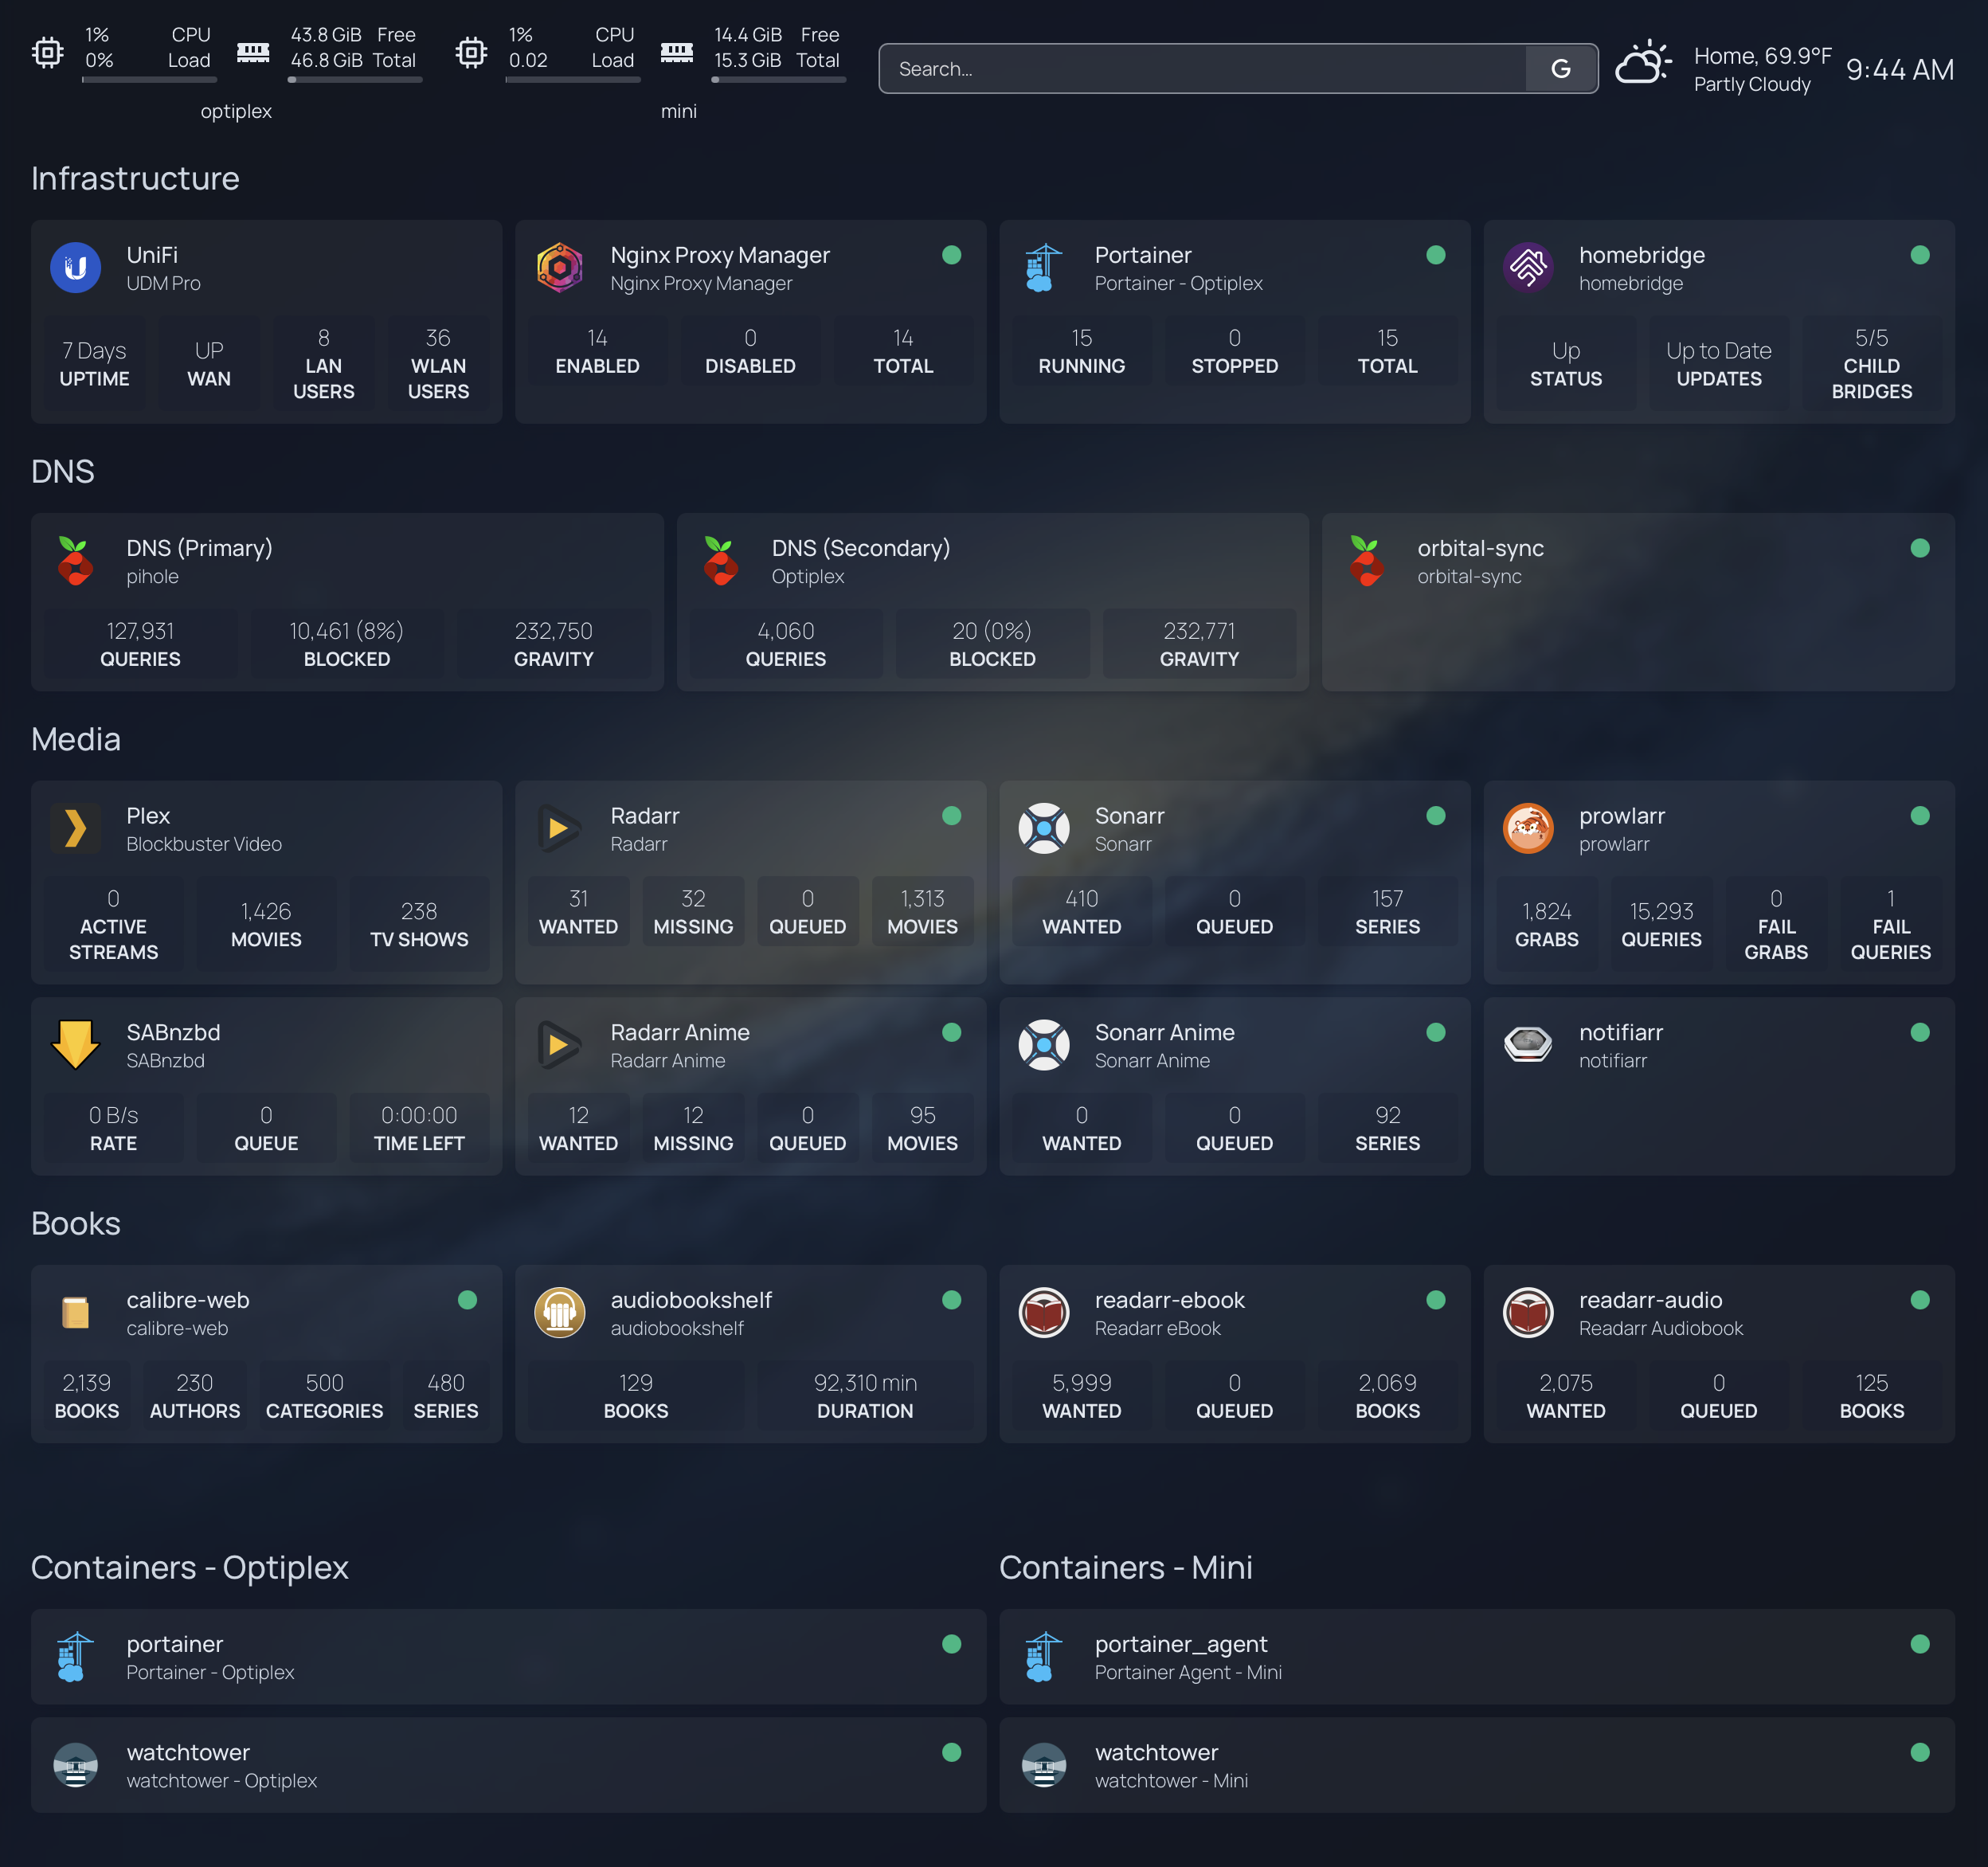 1% CPU
0% Load
43.8 GiB Free
46.8 GiB Total
optiplex
1% CPU
0.02 Load
14.4 GiB Free
15.3 GiB Total
mini
Search...
G
Home, 69.9°F
Partly Cloudy
9:44 AM
Infrastructure
UniFi
UDM Pro
7 Days
UPTIME
UP
WAN
8
LAN
USERS
36
WLAN
USERS
Nginx Proxy Manager
Nginx Proxy Manager
14
ENABLED
0
DISABLED
14
TOTAL
Portainer
Portainer - Optiplex
15
RUNNING
0
STOPPED
15
TOTAL
homebridge
homebridge
Up
STATUS
Up to Date
UPDATES
5/5
CHILD
BRIDGES
DNS
DNS (Primary)
pihole
127,931
QUERIES
10,461 (8%)
BLOCKED
232,750
GRAVITY
DNS (Secondary)
Optiplex
4,060
QUERIES
20 (0%)
BLOCKED
232,771
GRAVITY
orbital-sync
orbital-sync
Media
Plex
Blockbuster Video
0
ACTIVE
STREAMS
1,426
MOVIES
238
TV SHOWS
Radarr
Radarr
31
WANTED
32
MISSING
0
QUEUED
1,313
MOVIES
Sonarr
Sonarr
410
WANTED
0
QUEUED
157
SERIES
prowlarr
prowlarr
1,824
GRABS
15,293
QUERIES
0
FAIL
GRABS
1
FAIL
QUERIES
SABnzbd
SABnzbd
0 B/s
RATE
0
QUEUE
0:00:00
TIME LEFT
Radarr Anime
Radarr Anime
12
WANTED
12
MISSING
0
QUEUED
95
MOVIES
Sonarr Anime
Sonarr Anime
0
WANTED
0
QUEUED
92
SERIES
notifiarr
notifiarr
Books
calibre-web
calibre-web
2,139
BOOKS
230
AUTHORS
500
CATEGORIES
480
SERIES
audiobookshelf
audiobookshelf
129
BOOKS
92,310 min
DURATION
readarr-ebook
Readarr eBook
5,999
WANTED
0
QUEUED
2,069
BOOKS
readarr-audio
Readarr Audiobook
2,075
WANTED
0
QUEUED
125
BOOKS
Containers - Optiplex
portainer
Portainer - Optiplex
watchtower
watchtower - Optiplex
Containers - Mini
portainer_agent
Portainer Agent - Mini
watchtower
watchtower - Mini